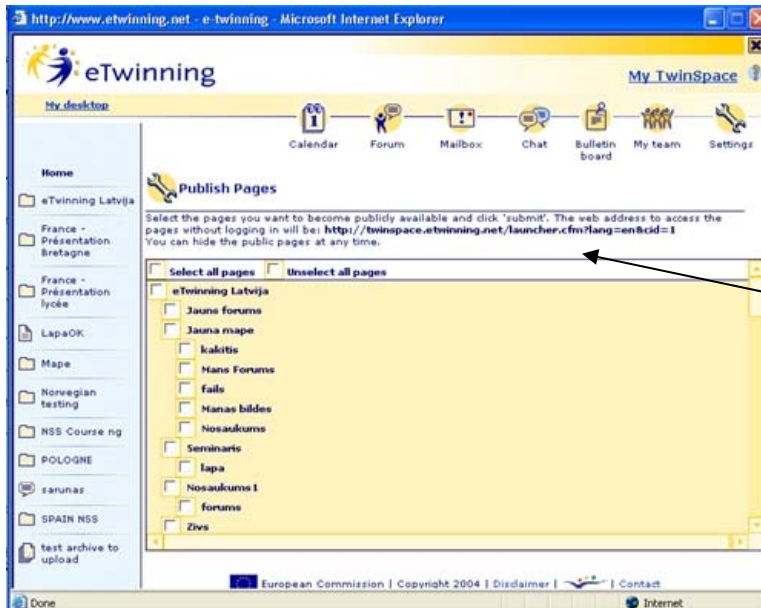 http://www.etwinning.net - e-twinning - Microsoft Internet Explorer
eTwinning
My TwinSpace
My desktop
Calendar Forum Mailbox Chat Bulletin board My team Settings
Home
eTwinning Latvija
France - Présentation Bretagne
France - Présentation lycée
LapaOK
Mape
Norwegian testing
NSS Course ng
POLOGNE
sarunas
SPAIN NSS
test archive to upload
Publish Pages
Select the pages you want to become publicly available and click 'submit'. The web address to access the
pages without logging in will be: http://twinspace.etwinning.net/launcher.cfm?lang=en&cid=1
You can hide the public pages at any time.
Select all pages Unselect all pages
eTwinning Latvija
Jauns forums
Jauna mape
kakitis
Mans Forums
fails
Manas bildes
Nosaukums
Seminaris
lapa
Nosaukums1
forums
Zivs
European Commission | Copyright 2004 | Disclaimer | | Contact
Done Internet